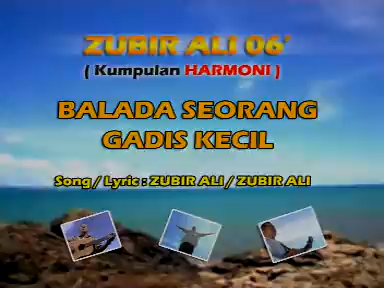 ZUBIR ALI 06'
( Kumpulan HARMONI )
BALADA SEORANG
GADIS KECIL
Song / Lyric : ZUBIR ALI / ZUBIR ALI